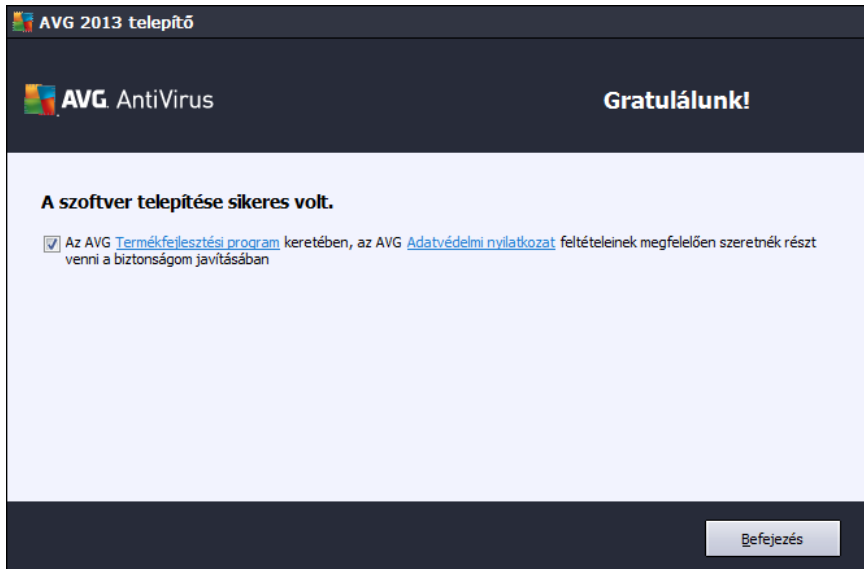 AVG 2013 telepítő
AVG. AntiVirus
Gratulálunk!
A szoftver telepítése sikeres volt.
Az AVG Termékfejlesztési program keretében, az AVG Adatvédelmi nyilatkozat feltételeinek megfelelően szeretnék részt
venni a biztonságom javításában
Befejezés